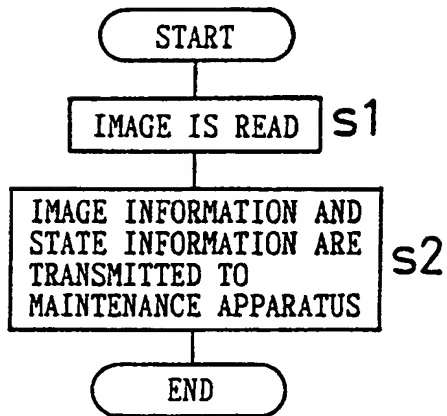 START
IMAGE IS READ s1
IMAGE INFORMATION AND
STATE INFORMATION ARE
TRANSMITTED TO
MAINTENANCE APPARATUS
s2
END